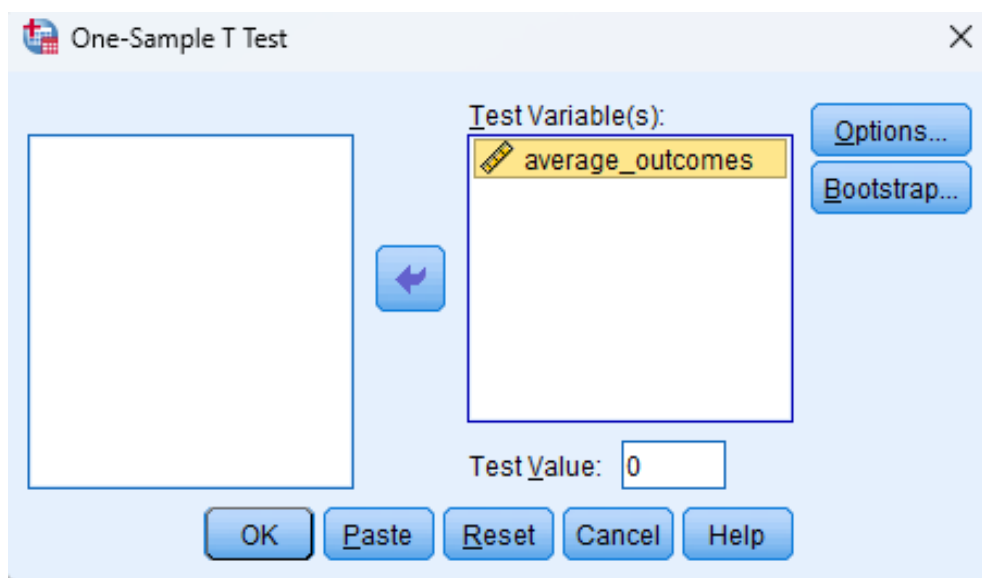 One-Sample T Test
Test Variable(s):
average_outcomes
Options...
Bootstrap...
Test Value: 0
OK Paste Reset Cancel Help